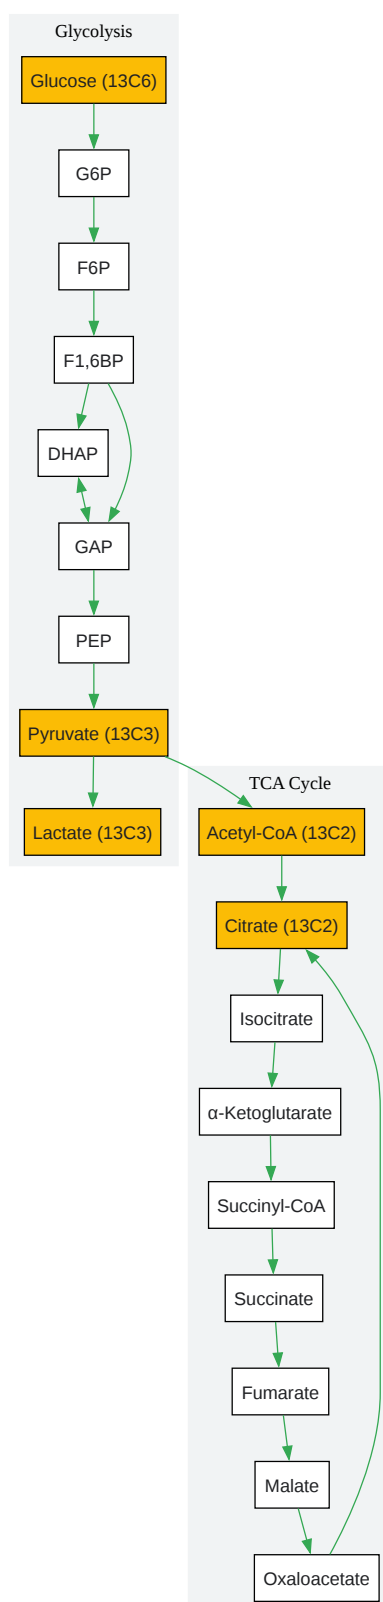 Glycolysis
Glucose (13C6)
G6P
F6P
F1,6BP
DHAP
GAP
PEP
Pyruvate (13C3)
Lactate (13C3)
TCA Cycle
Acetyl-CoA (13C2)
Citrate (13C2)
Isocitrate
α-Ketoglutarate
Succinyl-CoA
Succinate
Fumarate
Malate
Oxaloacetate